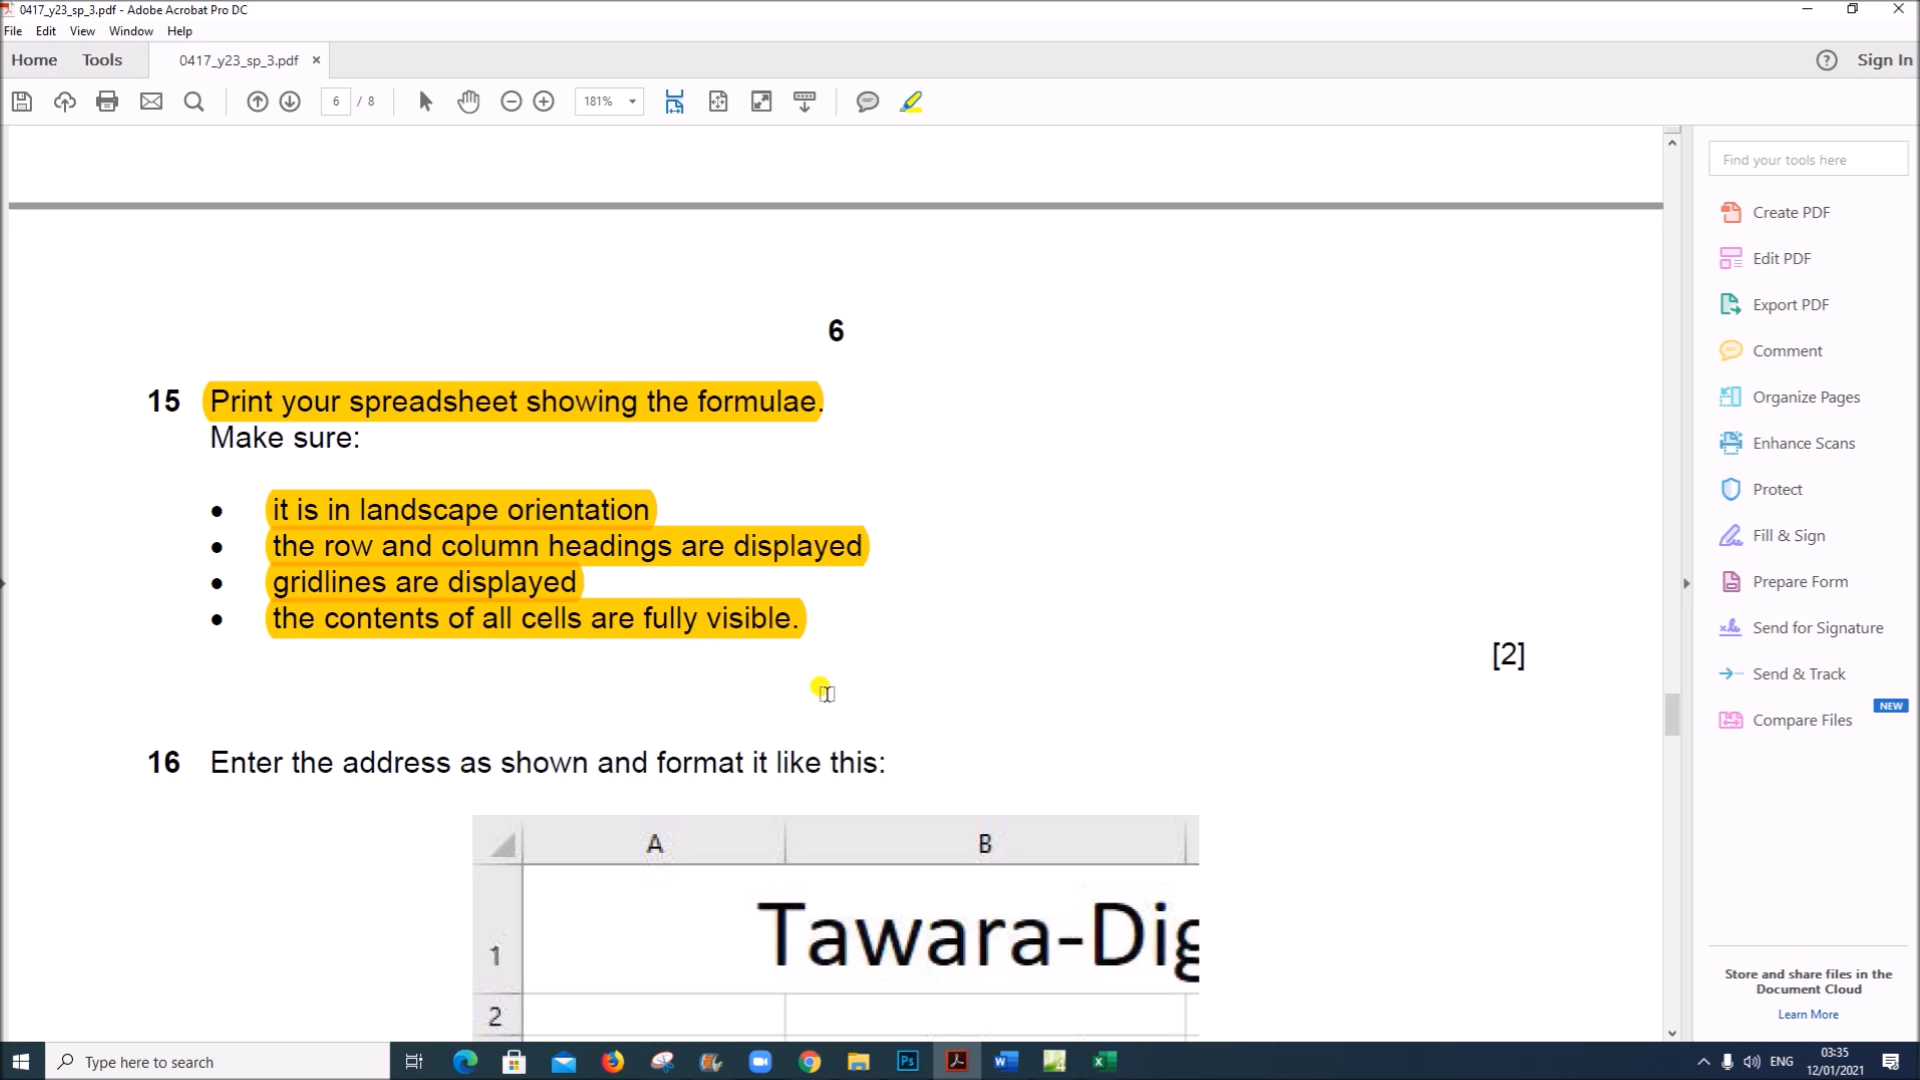 0417_y23_sp_3.pdf - Adobe Acrobat Pro DC
File Edit View Window Help
Home Tools 0417_y23_sp_3.pdf × Sign In
6 / 8 181%
Find your tools here
Create PDF
Edit PDF
Export PDF
Comment
Organize Pages
Enhance Scans
Protect
Fill & Sign
Prepare Form
Send for Signature
Send & Track
NEW
Compare Files
Store and share files in the
Document Cloud
Learn More
6
15 Print your spreadsheet showing the formulae.
Make sure:
• it is in landscape orientation
• the row and column headings are displayed
• gridlines are displayed
• the contents of all cells are fully visible.
[2]
16 Enter the address as shown and format it like this:
A B
1 Tawara-Dig
2
Type here to search
ENG
03:35
12/01/2021